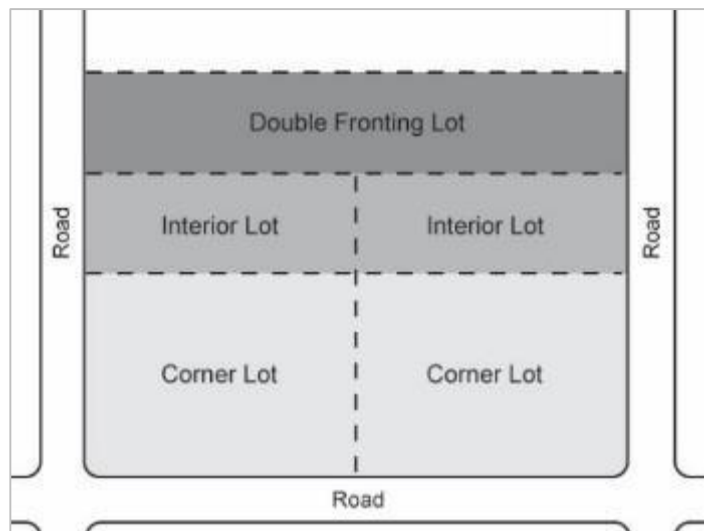 Double Fronting Lot
Road
Interior Lot
Interior Lot
Road
Corner Lot
Corner Lot
Road